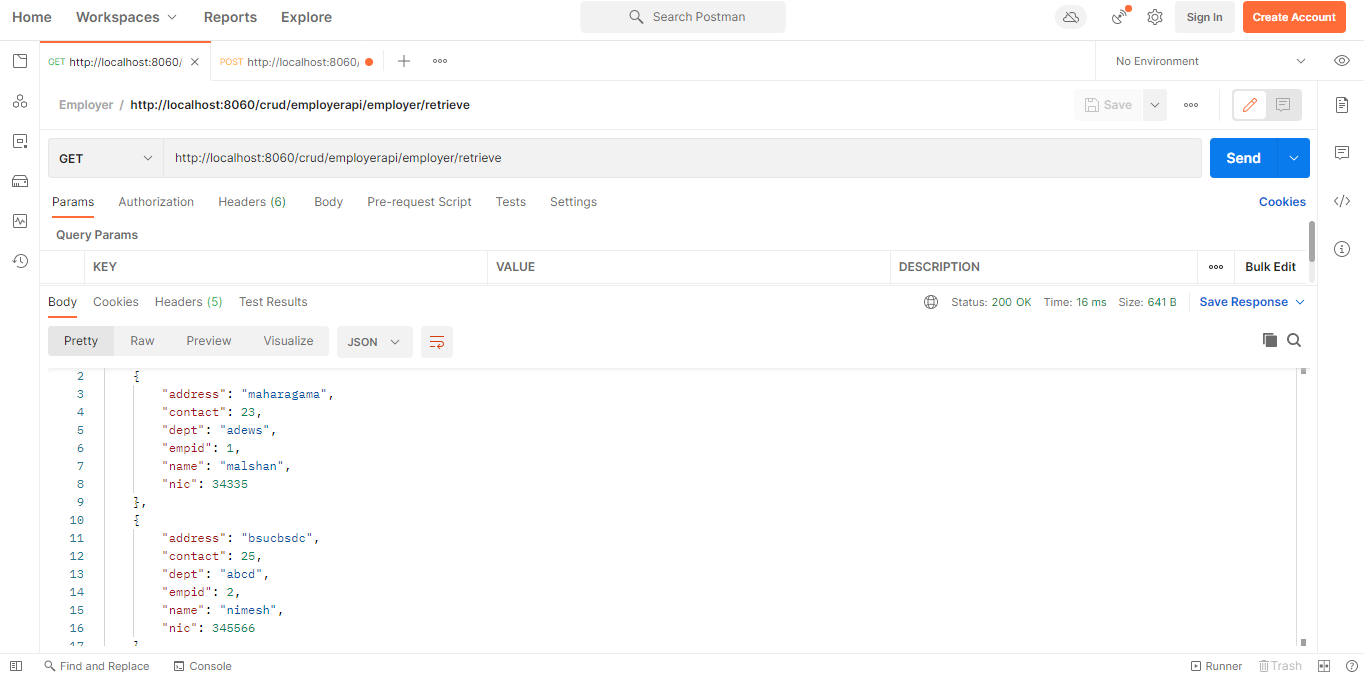 Home Workspaces Reports Explore Search Postman Sign In Create Account
GET http://localhost:8060/ POST http://localhost:8060/ No Environment
Employer / http://localhost:8060/crud/employerapi/employer/retrieve Save
GET http://localhost:8060/crud/employerapi/employer/retrieve Send
Params Authorization Headers (6) Body Pre-request Script Tests Settings Cookies
Query Params
KEY VALUE DESCRIPTION Bulk Edit
Body Cookies Headers (5) Test Results Status: 200 OK Time: 16 ms Size: 641 B Save Response
Pretty Raw Preview Visualize JSON
2 {
3 "address": "maharagama",
4 "contact": 23,
5 "dept": "adews",
6 "empid": 1,
7 "name": "malshan",
8 "nic": 34335
9 },
10 {
11 "address": "bsucbsdc",
12 "contact": 25,
13 "dept": "abcd",
14 "empid": 2,
15 "name": "nimesh",
16 "nic": 345566
17
Find and Replace Console Runner Trash